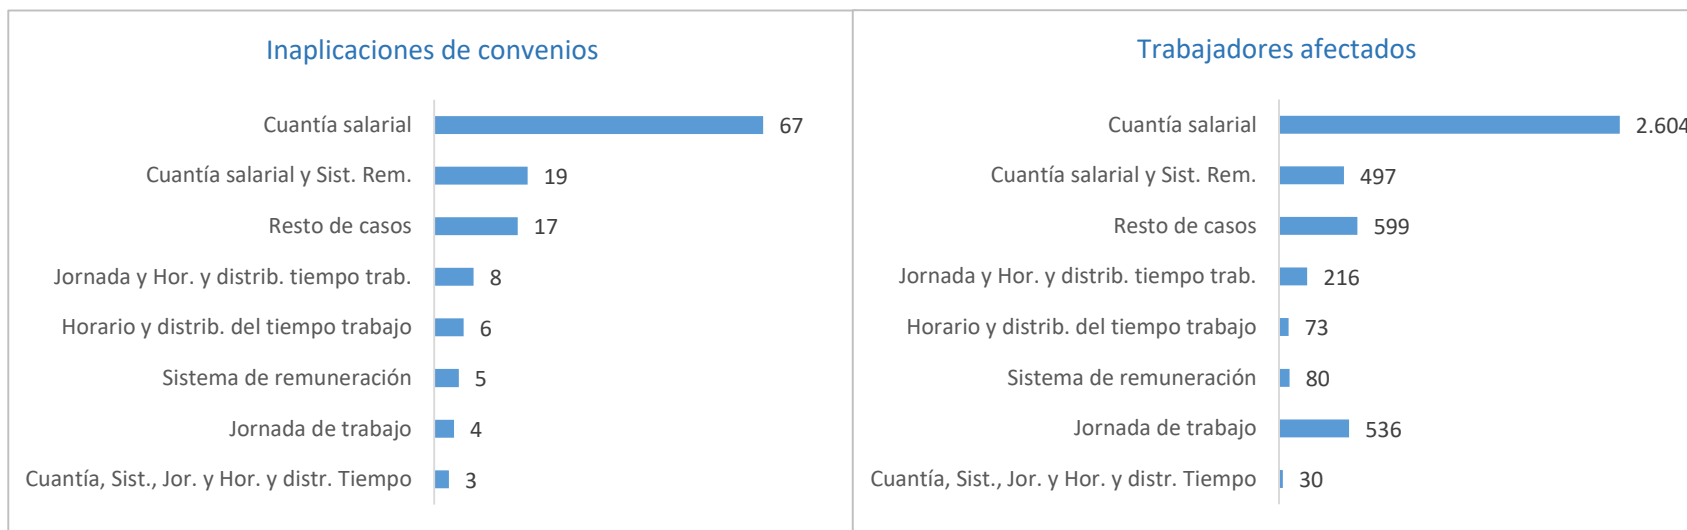 Inaplicaciones de convenios
Cuantía salarial 67
Cuantía salarial y Sist. Rem. 19
Resto de casos 17
Jornada y Hor. y distrib. tiempo trab. 8
Horario y distrib. del tiempo trabajo 6
Sistema de remuneración 5
Jornada de trabajo 4
Cuantía, Sist., Jor. y Hor. y distr. Tiempo 3
Trabajadores afectados
Cuantía salarial 2.604
Cuantía salarial y Sist. Rem. 497
Resto de casos 599
Jornada y Hor. y distrib. tiempo trab. 216
Horario y distrib. del tiempo trabajo 73
Sistema de remuneración 80
Jornada de trabajo 536
Cuantía, Sist., Jor. y Hor. y distr. Tiempo 30